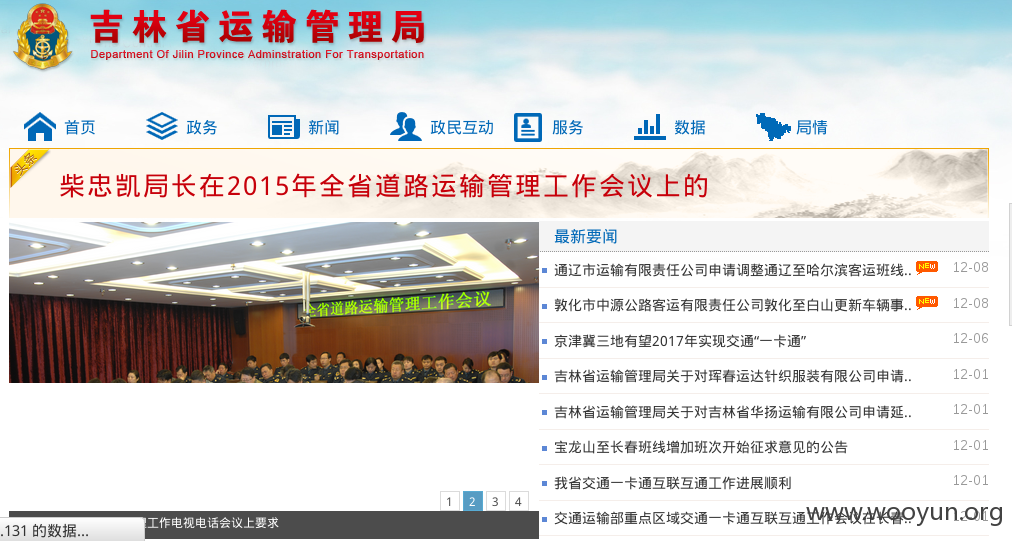 吉林省运输管理局
Department Of Jilin Province Adminstration For Transportation
首页 政务 新闻 政民互动 服务 数据 局情
头条
柴忠凯局长在2015年全省道路运输管理工作会议上的
全省道路运输管理工作会议
1 2 3 4
工作电视电话会议上要求
最新要闻
通辽市运输有限责任公司申请调整通辽至哈尔滨客运班线.. NEW 12-08
敦化市中源公路客运有限责任公司敦化至白山更新车辆事.. NEW 12-08
京津冀三地有望2017年实现交通“一卡通” 12-06
吉林省运输管理局关于对珲春运达针织服装有限公司申请.. 12-01
吉林省运输管理局关于对吉林省华扬运输有限公司申请延.. 12-01
宝龙山至长春班线增加班次开始征求意见的公告 12-01
我省交通一卡通互联互通工作进展顺利 12-01
交通运输部重点区域交通一卡通互联互通工作会议在长春.. 12-01
.131 的数据...
www.wooyun.org